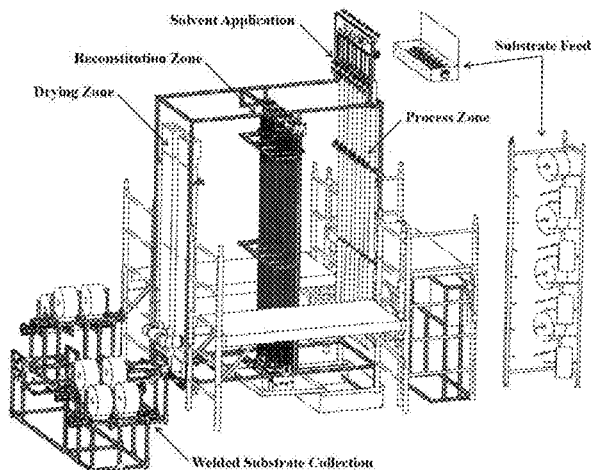 Solvent Application
Substrate Feed
Reconstitution Zone
Drying Zone
Process Zone
Welded Substrate Collection